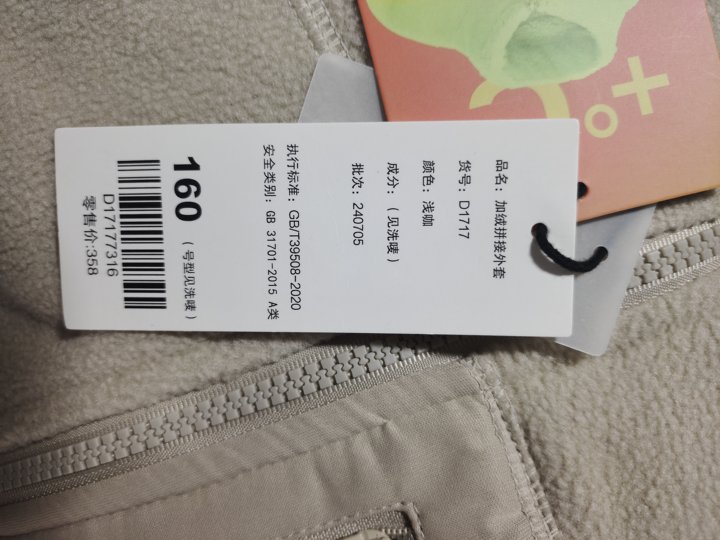 品名: 加绒拼接外套
货号: D1717
颜色: 浅咖
成分: (见洗唛)
批次: 240705
执行标准: GB/T39508-2020
安全类别: GB 31701-2015 A类
160 (号型见洗唛)
D17177316
零售价:358